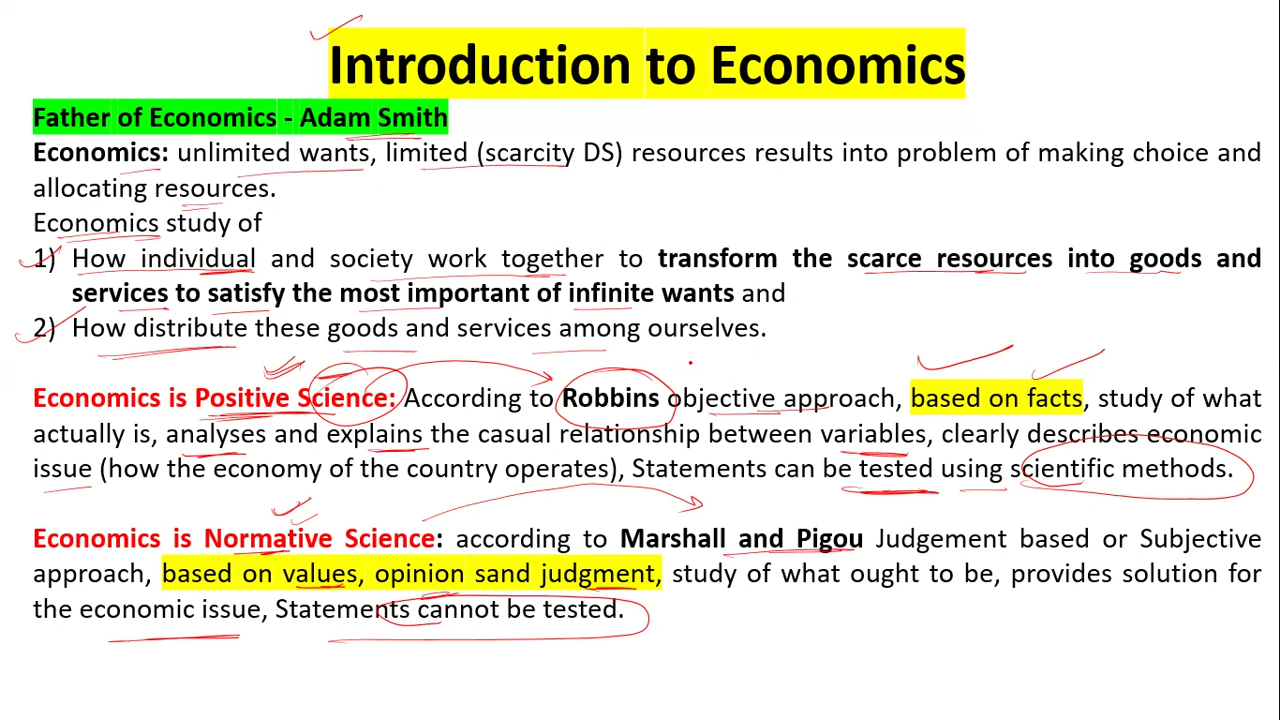 Introduction to Economics
Father of Economics - Adam Smith
Economics: unlimited wants, limited (scarcity DS) resources results into problem of making choice and
allocating resources.
Economics study of
1) How individual and society work together to transform the scarce resources into goods and
services to satisfy the most important of infinite wants and
2) How distribute these goods and services among ourselves.
Economics is Positive Science: According to Robbins objective approach, based on facts, study of what
actually is, analyses and explains the casual relationship between variables, clearly describes economic
issue (how the economy of the country operates), Statements can be tested using scientific methods.
Economics is Normative Science: according to Marshall and Pigou Judgement based or Subjective
approach, based on values, opinion sand judgment, study of what ought to be, provides solution for
the economic issue, Statements cannot be tested.